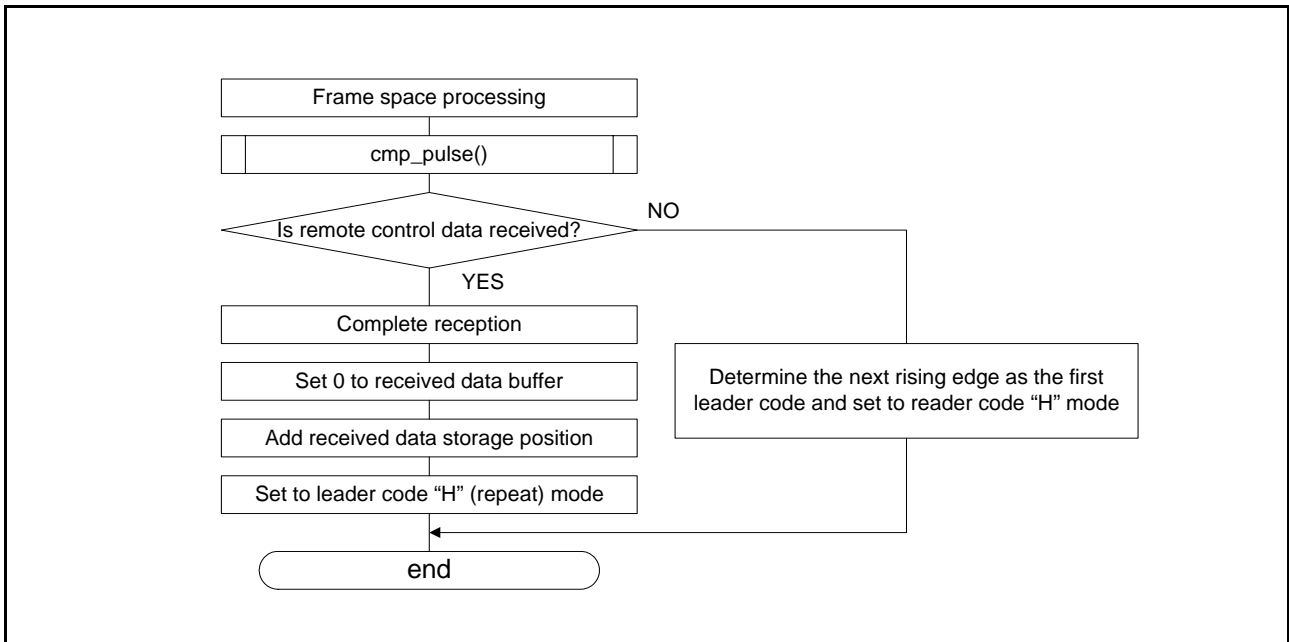 Frame space processing
cmp_pulse()
Is remote control data received?
NO
YES
Complete reception
Set 0 to received data buffer
Determine the next rising edge as the first
leader code and set to reader code “H” mode
Add received data storage position
Set to leader code “H” (repeat) mode
end